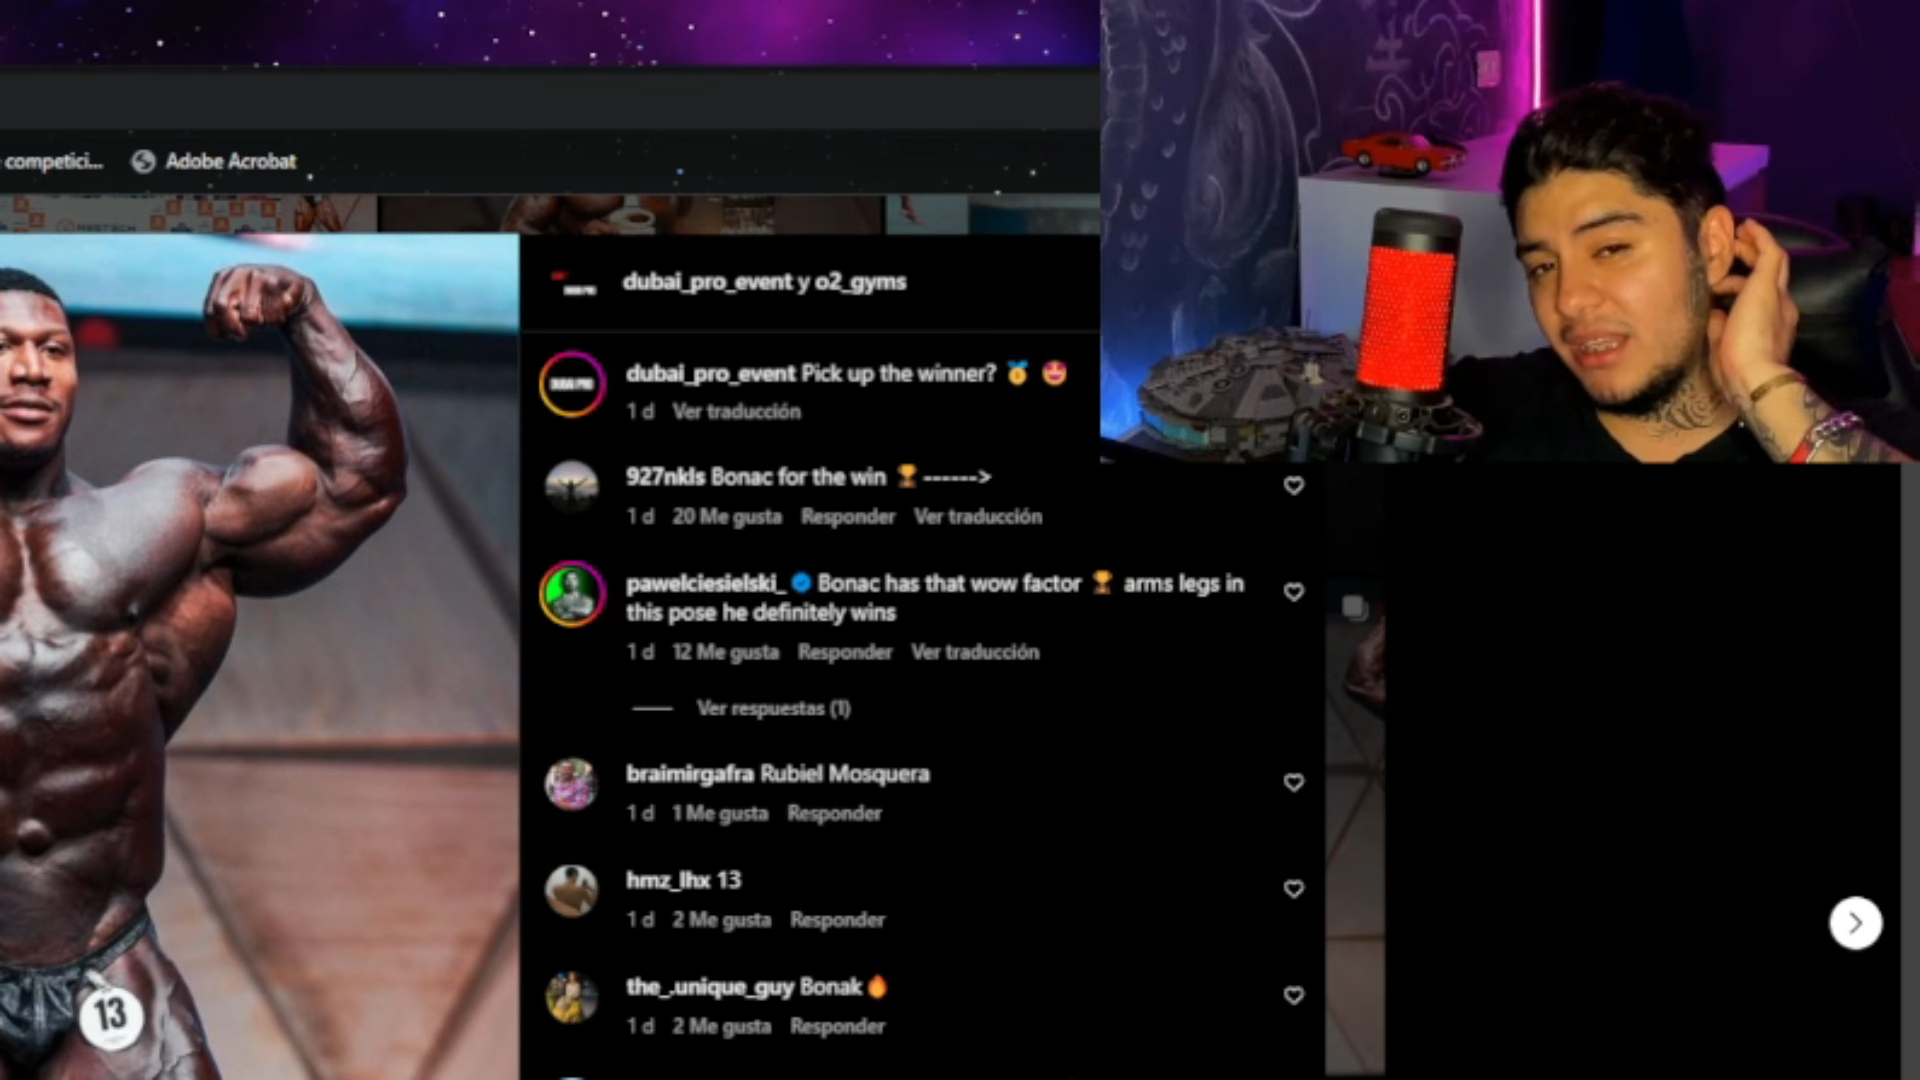 competici...
Adobe Acrobat
dubai_pro_event y o2_gyms
dubai_pro_event Pick up the winner? 🥇 🤩
1 d Ver traducción
927nkls Bonac for the win 🏆 ------>
1 d 20 Me gusta Responder Ver traducción
pawelciesielski_ Bonac has that wow factor 🏆 arms legs in
this pose he definitely wins
1 d 12 Me gusta Responder Ver traducción
Ver respuestas (1)
braimirgafra Rubiel Mosquera
1 d 1 Me gusta Responder
hmz_lhx 13
1 d 2 Me gusta Responder
the_.unique_guy Bonak🔥
1 d 2 Me gusta Responder
13